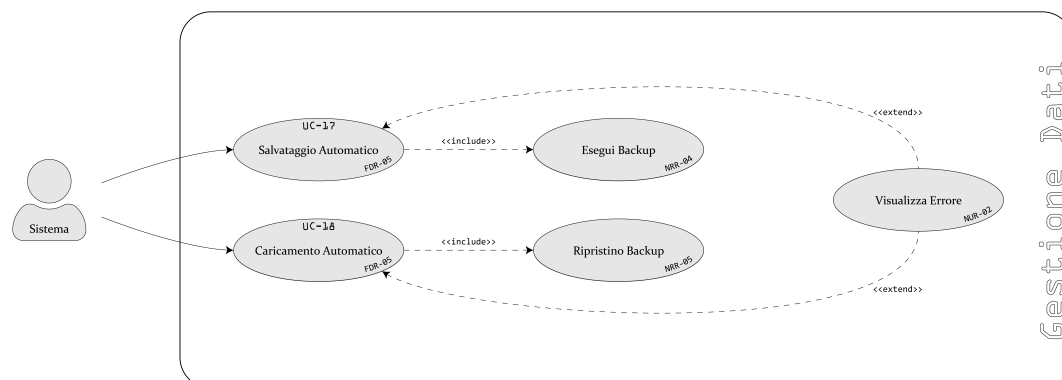 Sistema
UC-17
Salvataggio Automatico
FDR-05
<<include>>
Esegui Backup
NRR-04
<<extend>>
Visualizza Errore
NUR-02
UC-18
Caricamento Automatico
FDR-05
<<include>>
Ripristino Backup
NRR-05
<<extend>>
Gestione Dati